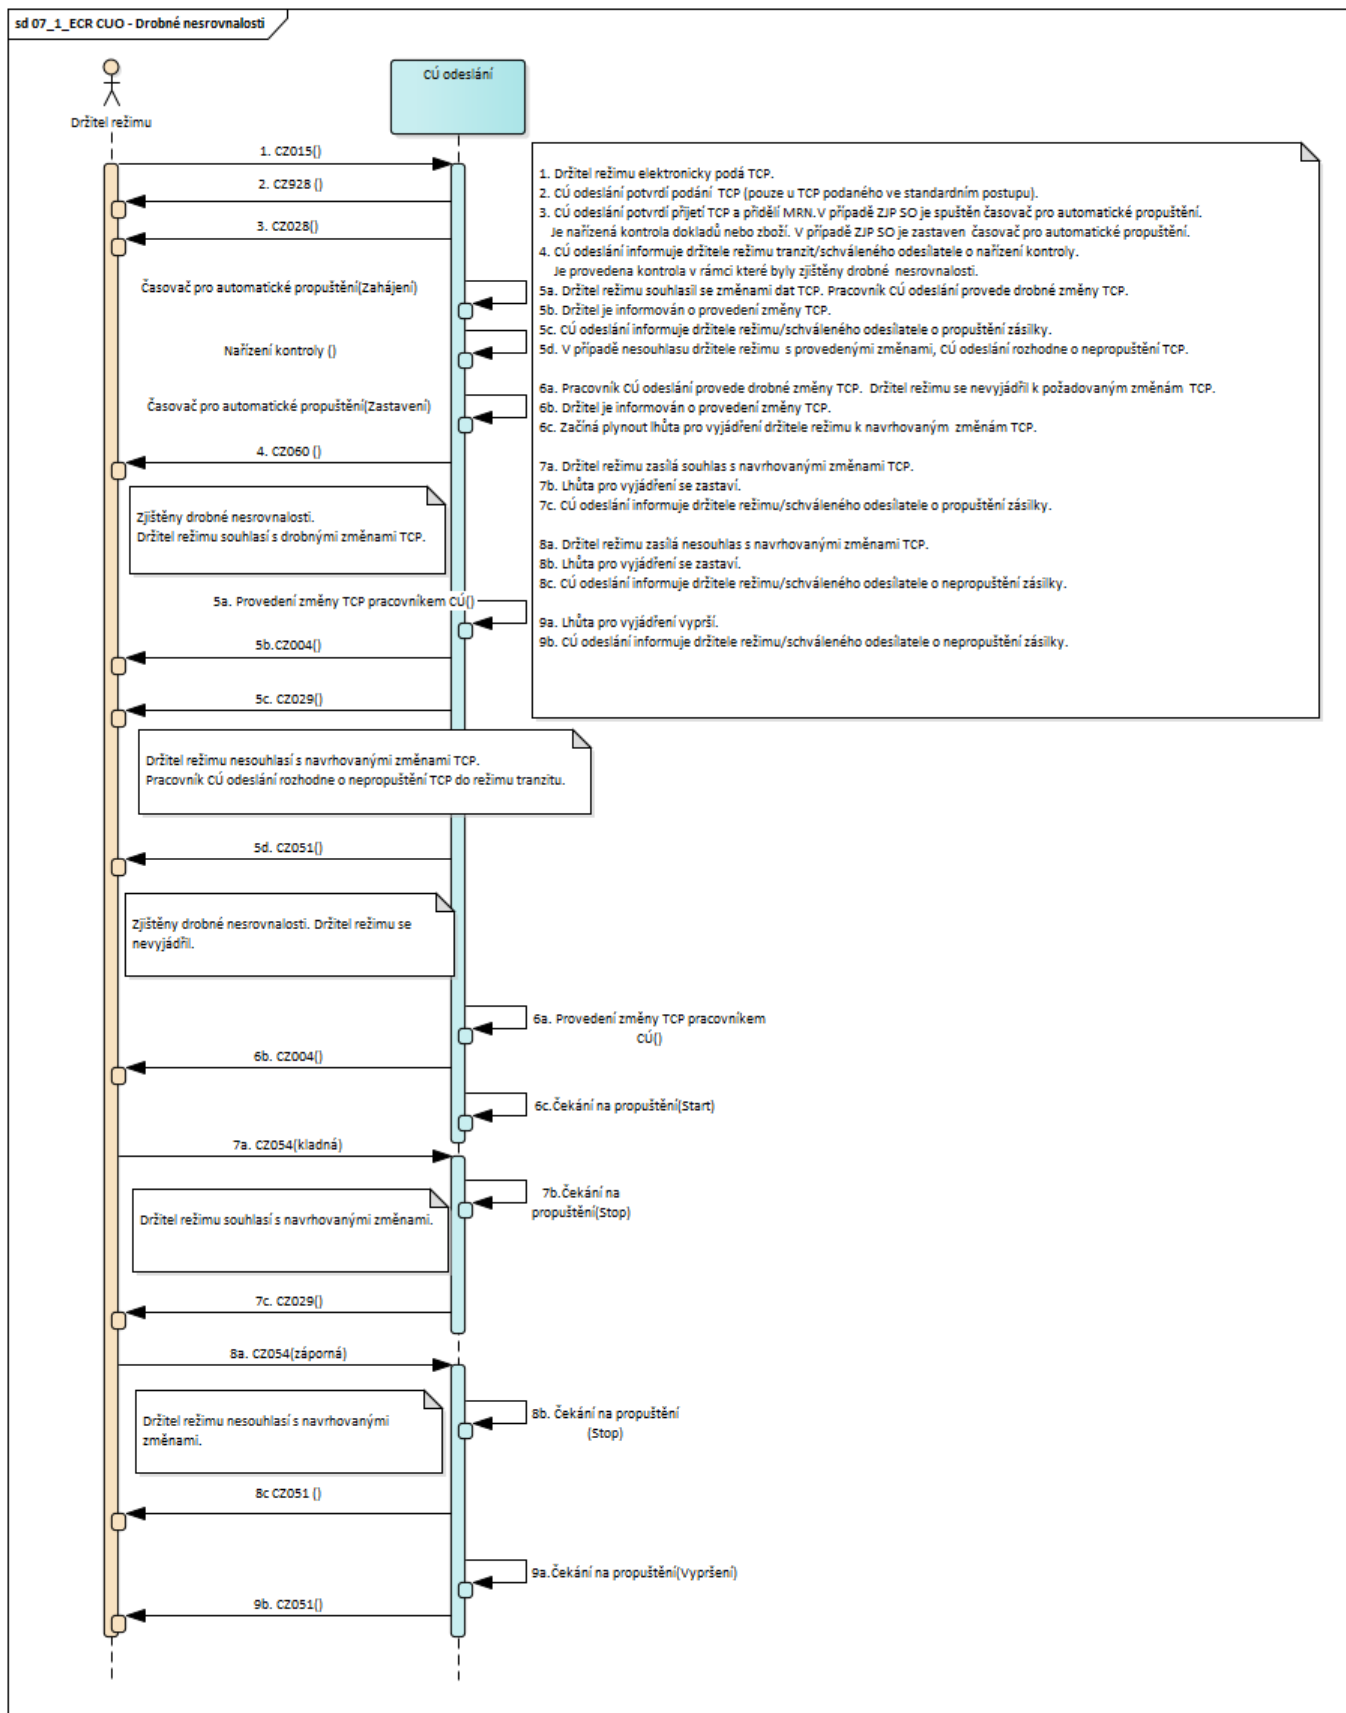 sd 07_1_ECR CUO - Drobné nesrovnalosti
Držitel režimu
CÚ odeslání
1. CZ015()
2. CZ928 ()
3. CZ028()
Časovač pro automatické propuštění(Zahájení)
Nařízení kontroly ()
Časovač pro automatické propuštění(Zastavení)
4. CZ060 ()
1. Držitel režimu elektronicky podá TCP.
2. CÚ odeslání potvrdí podání  TCP (pouze u TCP podaného ve standardním postupu).
3. CÚ odeslání potvrdí přijetí TCP a přidělí MRN.V případě ZJP SO je spuštěn časovač pro automatické propuštění.
Je nařízená kontrola dokladů nebo zboží. V případě ZJP SO je zastaven  časovač pro automatické propuštění.
4. CÚ odeslání informuje držitele režimu tranzit/schváleného odesílatele o nařízení kontroly.
Je provedena kontrola v rámci které byly zjištěny drobné  nesrovnalosti.
5a. Držitel režimu souhlasil se změnami dat TCP. Pracovník CÚ odeslání provede drobné změny TCP.
5b. Držitel je informován o provedení změny TCP.
5c. CÚ odeslání informuje držitele režimu/schváleného odesílatele o propuštění zásilky.
5d. V případě nesouhlasu držitele režimu  s provedenými změnami, CÚ odeslání rozhodne o nepropuštění TCP.
6a. Pracovník CÚ odeslání provede drobné změny TCP.  Držitel režimu se nevyjádřil k požadovaným změnám  TCP.
6b. Držitel je informován o provedení změny TCP.
6c. Začíná plynout lhůta pro vyjádření držitele režimu k navrhovaným  změnám TCP.
7a. Držitel režimu zasílá souhlas s navrhovanými změnami TCP.
7b. Lhůta pro vyjádření se zastaví.
7c. CÚ odeslání informuje držitele režimu/schváleného odesílatele o propuštění zásilky.
8a. Držitel režimu zasílá nesouhlas s navrhovanými změnami TCP.
8b. Lhůta pro vyjádření se zastaví.
8c. CÚ odeslání informuje držitele režimu/schváleného odesílatele o nepropuštění zásilky.
9a. Lhůta pro vyjádření vyprší.
9b. CÚ odeslání informuje držitele režimu/schváleného odesílatele o nepropuštění zásilky.
Zjištěny drobné nesrovnalosti.
Držitel režimu souhlasí s drobnými změnami TCP.
5a. Provedení změny TCP pracovníkem CÚ()
5b.CZ004()
5c. CZ029()
Držitel režimu nesouhlasí s navrhovanými změnami TCP.
Pracovník CÚ odeslání rozhodne o nepropuštění TCP do režimu tranzitu.
5d. CZ051()
Zjištěny drobné nesrovnalosti. Držitel režimu se
nevyjádřil.
6a. Provedení změny TCP pracovníkem
CÚ()
6b. CZ004()
6c.Čekání na propuštění(Start)
7a. CZ054(kladná)
7b.Čekání na
propuštění(Stop)
Držitel režimu souhlasí s navrhovanými změnami.
7c. CZ029()
8a. CZ054(záporná)
8b. Čekání na propuštění
(Stop)
Držitel režimu nesouhlasí s navrhovanými
změnami.
8c CZ051 ()
9a.Čekání na propuštění(Vypršení)
9b. CZ051()